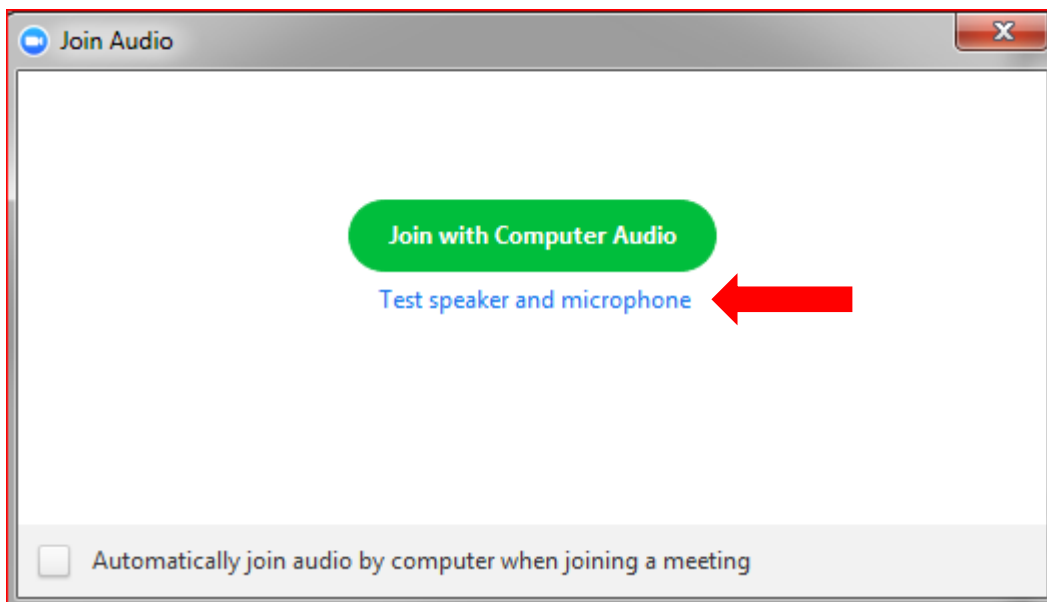 Join Audio
Join with Computer Audio
Test speaker and microphone
Automatically join audio by computer when joining a meeting